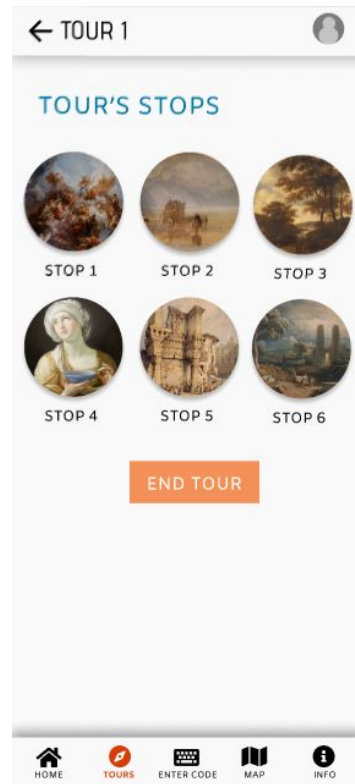 TOUR 1
TOUR'S STOPS
STOP 1 STOP 2 STOP 3
STOP 4 STOP 5 STOP 6
END TOUR
HOME TOURS ENTER CODE MAP INFO